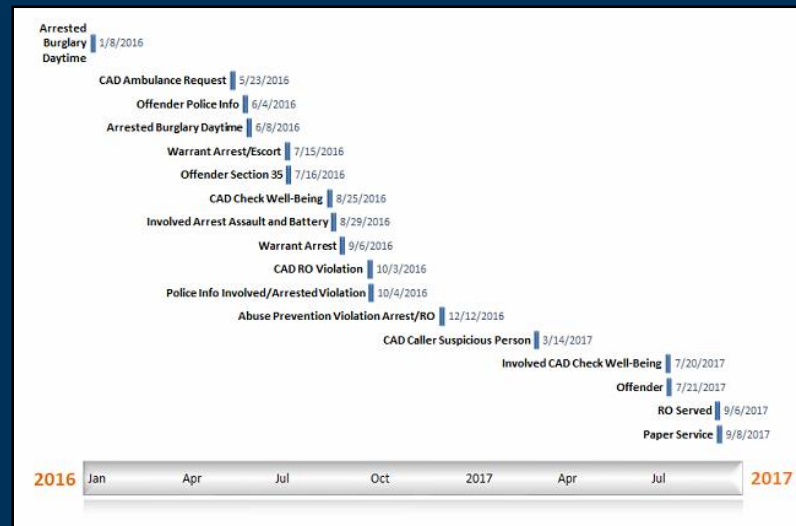 Arrested
Burglary 1/8/2016
Daytime
CAD Ambulance Request 5/23/2016
Offender Police Info 6/4/2016
Arrested Burglary Daytime 6/8/2016
Warrant Arrest/Escort 7/15/2016
Offender Section 35 7/16/2016
CAD Check Well-Being 8/25/2016
Involved Arrest Assault and Battery 8/29/2016
Warrant Arrest 9/6/2016
CAD RO Violation 10/3/2016
Police Info Involved/Arrested Violation 10/4/2016
Abuse Prevention Violation Arrest/RO 12/12/2016
CAD Caller Suspicious Person 3/14/2017
Involved CAD Check Well-Being 7/20/2017
Offender 7/21/2017
RO Served 9/6/2017
Paper Service 9/8/2017
2016 Jan Apr Jul Oct 2017 Apr Jul 2017